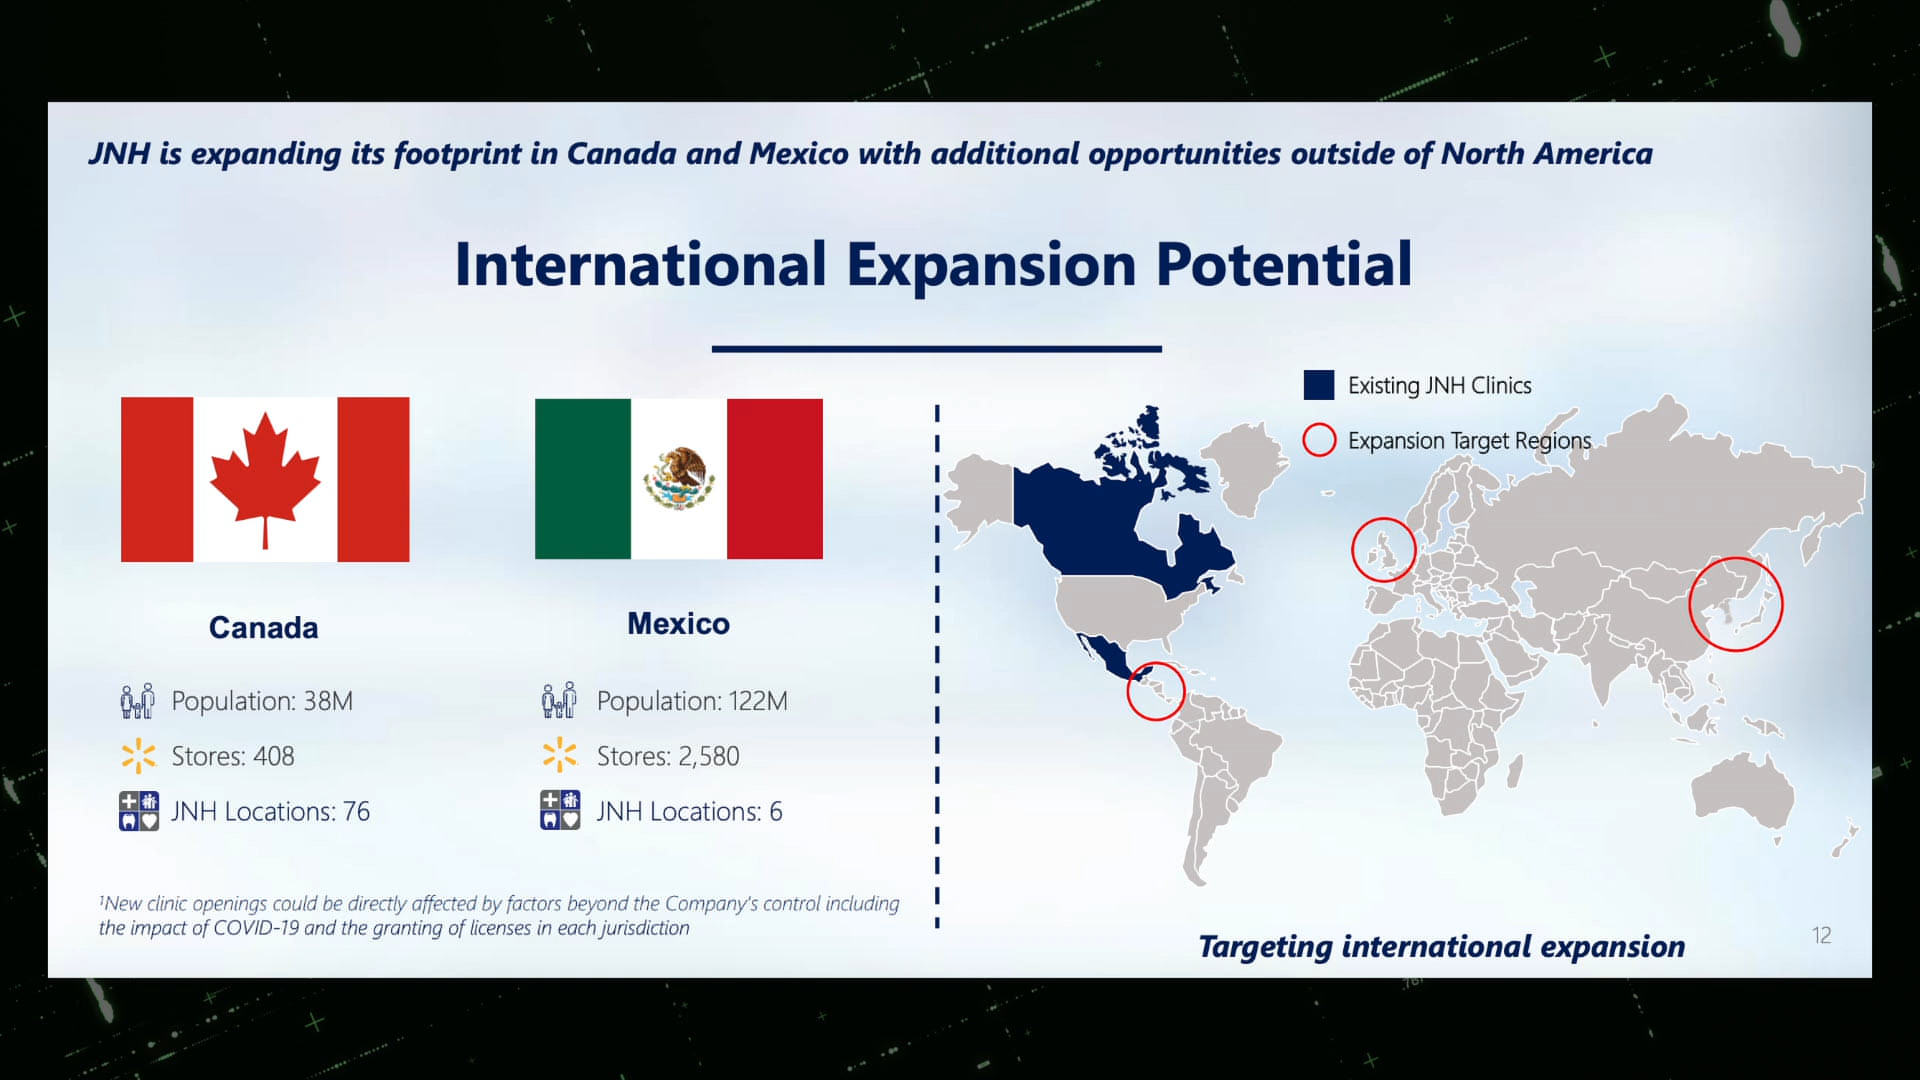 JNH is expanding its footprint in Canada and Mexico with additional opportunities outside of North America
International Expansion Potential
Canada
Population: 38M
Stores: 408
JNH Locations: 76
Mexico
Population: 122M
Stores: 2,580
JNH Locations: 6
¹New clinic openings could be directly affected by factors beyond the Company's control including
the impact of COVID-19 and the granting of licenses in each jurisdiction
Existing JNH Clinics
Expansion Target Regions
Targeting international expansion
12